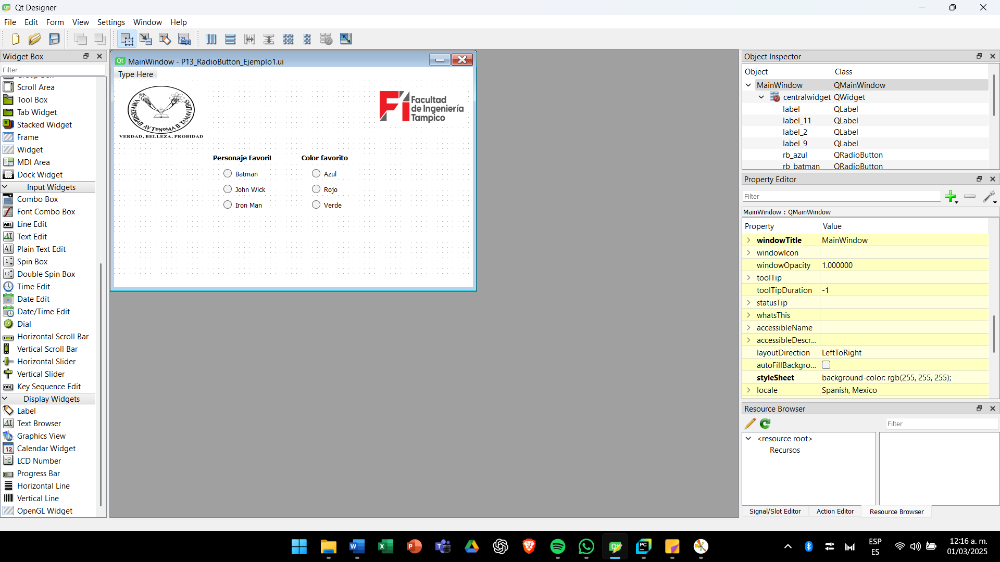 Qt Designer
File Edit Form View Settings Window Help
Widget Box
Filter
Scroll Area
Tool Box
Tab Widget
Stacked Widget
Frame
Widget
MDI Area
Dock Widget
Input Widgets
Combo Box
Font Combo Box
Line Edit
Text Edit
Plain Text Edit
Spin Box
Double Spin Box
Time Edit
Date Edit
Date/Time Edit
Dial
Horizontal Scroll Bar
Vertical Scroll Bar
Horizontal Slider
Vertical Slider
Key Sequence Edit
Display Widgets
Label
Text Browser
Graphics View
Calendar Widget
LCD Number
Progress Bar
Horizontal Line
Vertical Line
OpenGL Widget
MainWindow - P13_RadioButton_Ejemplo1.ui
Type Here
VERDAD, BELLEZA, PROBIDAD
Facultad
de Ingeniería
Tampico
Personaje Favorit
Color favorito
Batman
Azul
John Wick
Rojo
Iron Man
Verde
Object Inspector
Object Class
MainWindow QMainWindow
centralwidget QWidget
label QLabel
label_11 QLabel
label_2 QLabel
label_9 QLabel
rb_azul QRadioButton
rb_batman QRadioButton
Property Editor
Filter
MainWindow : QMainWindow
Property Value
windowTitle MainWindow
windowIcon
windowOpacity 1.000000
toolTip
toolTipDuration -1
statusTip
whatsThis
accessibleName
accessibleDescr...
layoutDirection LeftToRight
autoFillBackgro...
styleSheet background-color: rgb(255, 255, 255);
locale Spanish, Mexico
Resource Browser
Filter
<resource root>
Recursos
Signal/Slot Editor Action Editor Resource Browser
ESP
ES
12:16 a. m.
01/03/2025